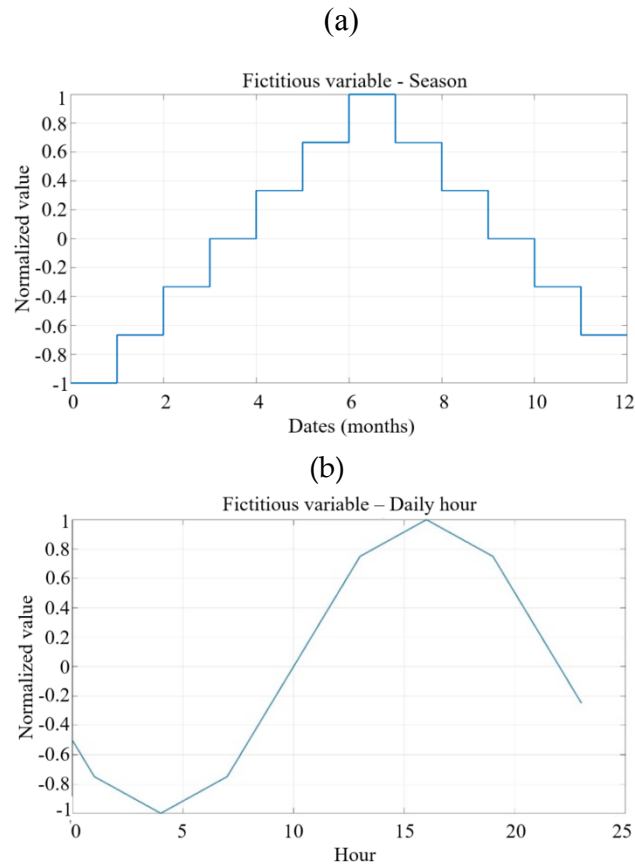 (a)
Fictitious variable - Season
Normalized value
1
0.8
0.6
0.4
0.2
0
-0.2
-0.4
-0.6
-0.8
-1
0 2 4 6 8 10 12
Dates (months)
(b)
Fictitious variable – Daily hour
Normalized value
1
0.8
0.6
0.4
0.2
0
-0.2
-0.4
-0.6
-0.8
-1
0 5 10 15 20 25
Hour